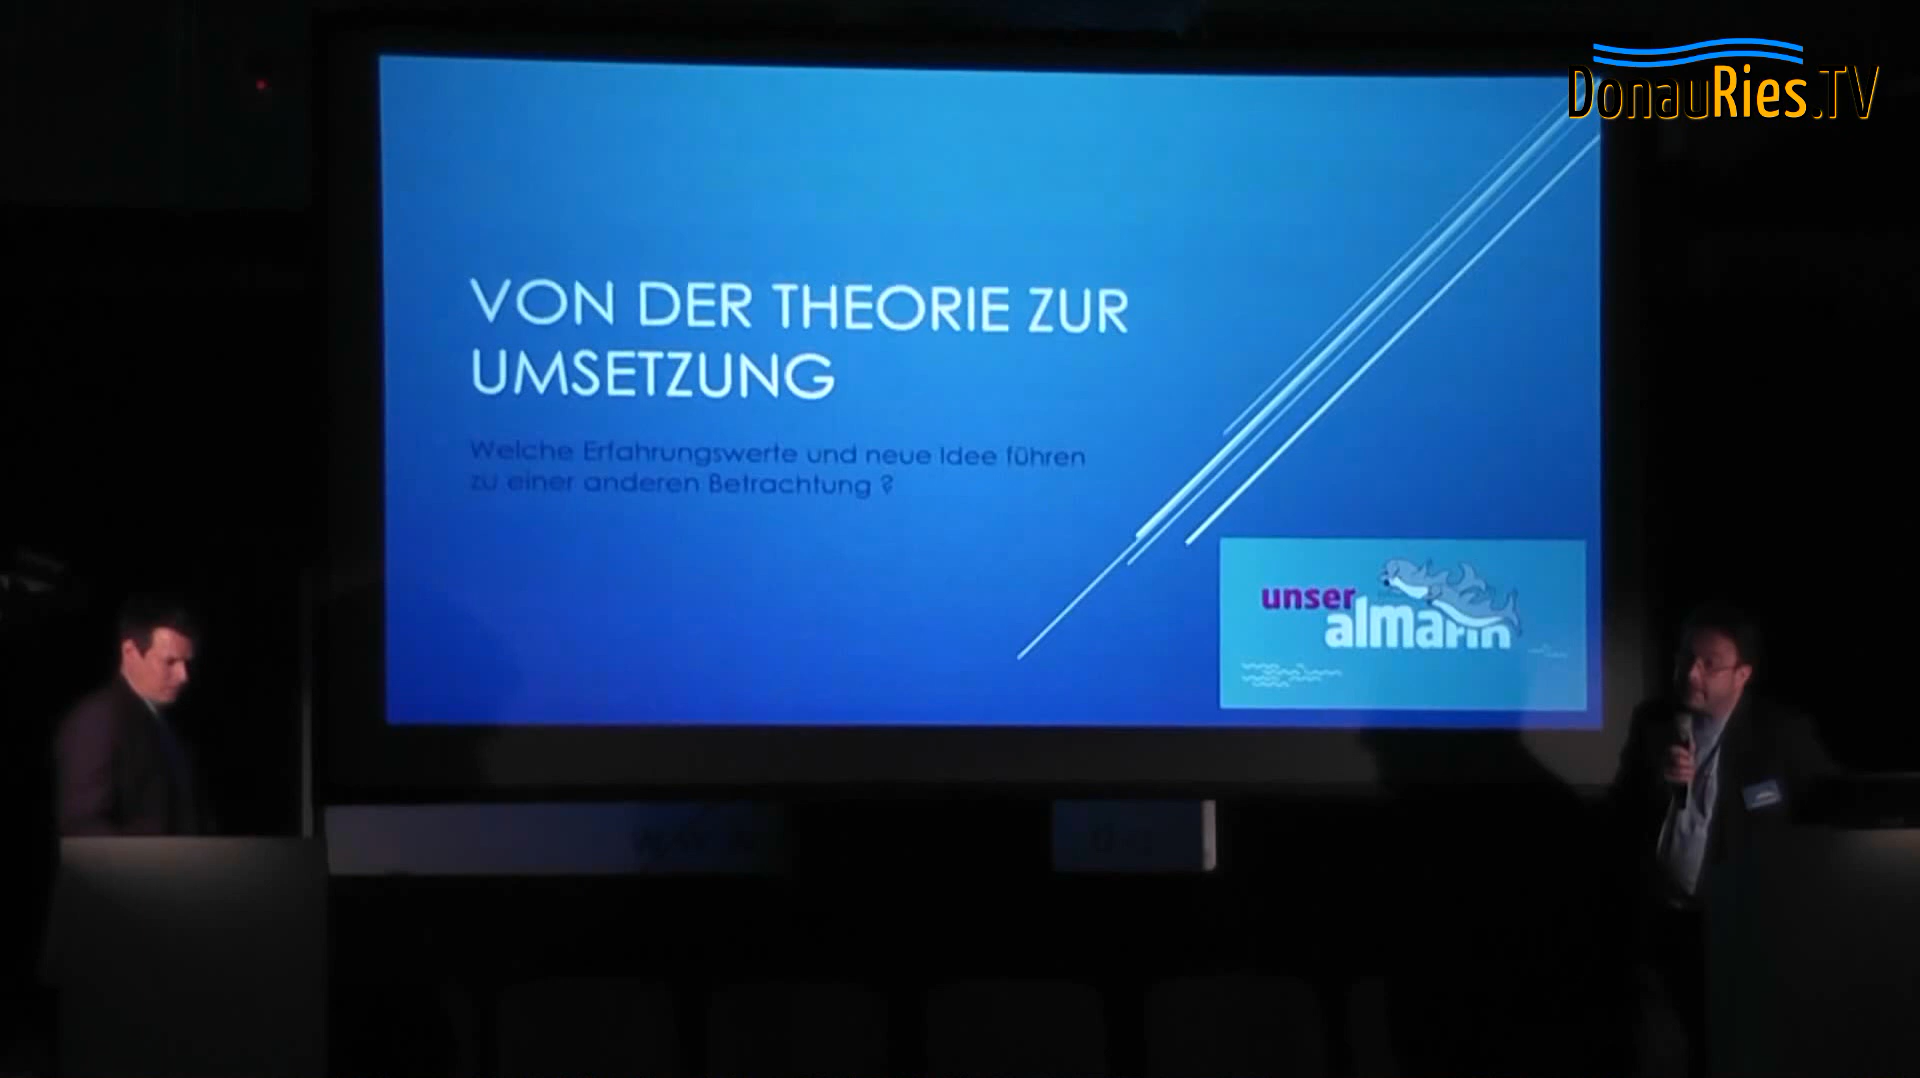 DonauRies.TV
VON DER THEORIE ZUR
UMSETZUNG
Welche Erfahrungswerte und neue Idee führen
zu einer anderen Betrachtung ?
unser
almarin